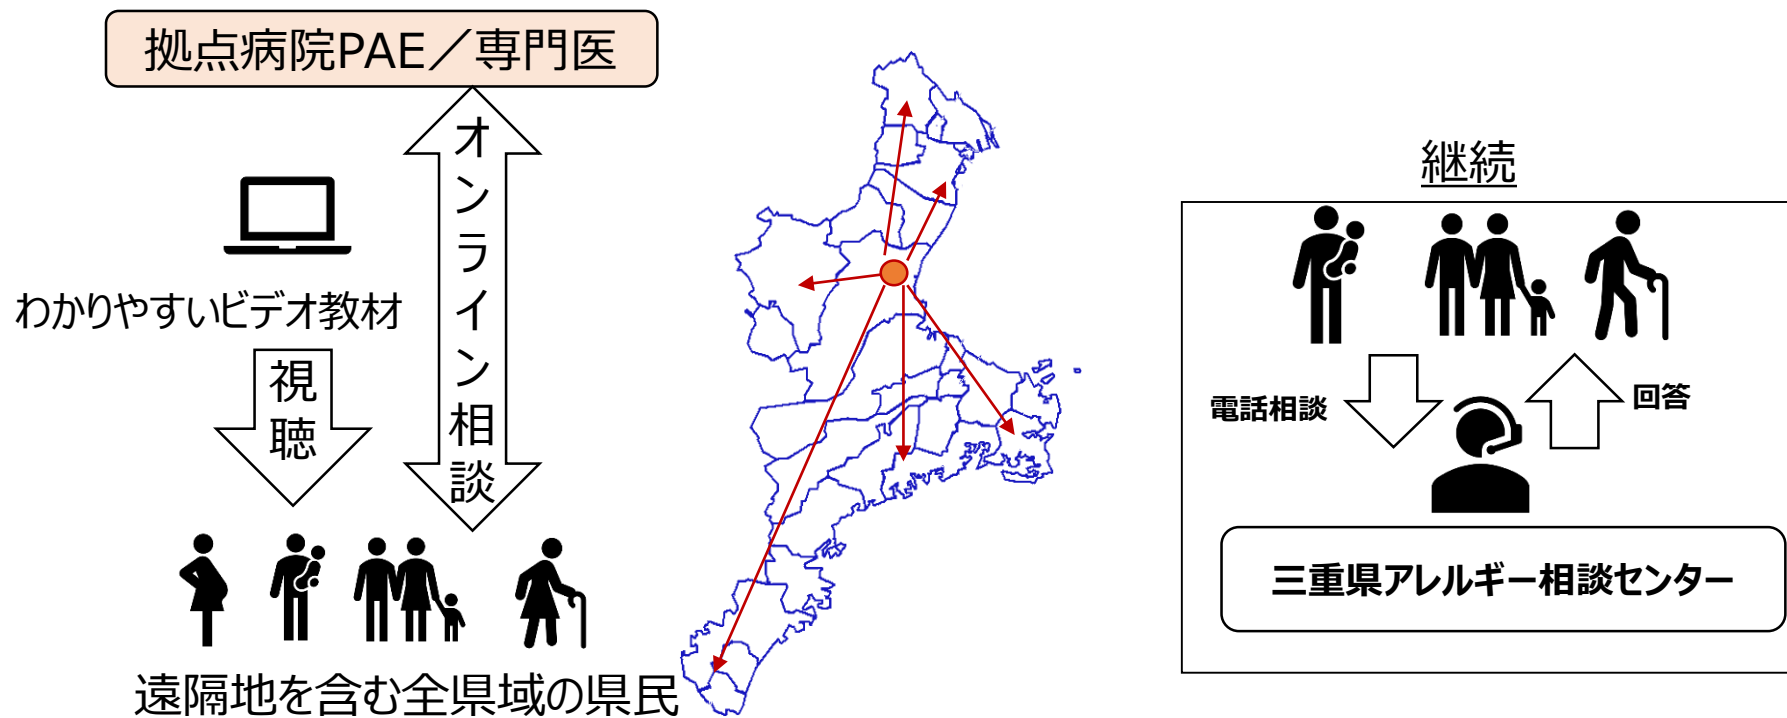 拠点病院PAE／専門医
オンライン相談
わかりやすいビデオ教材
視聴
遠隔地を含む全県域の県民
継続
電話相談
回答
三重県アレルギー相談センター